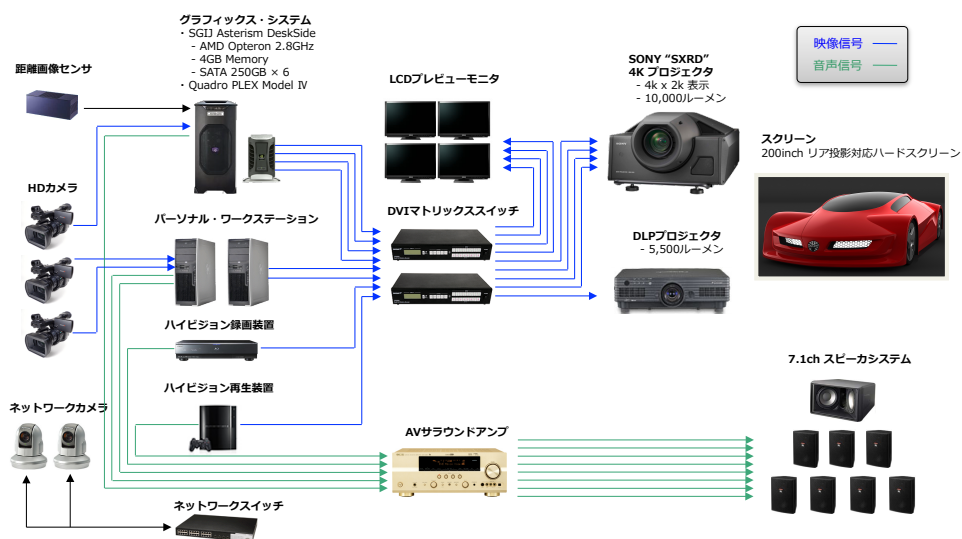 グラフィックス・システム
・SGIJ Asterism DeskSide
- AMD Opteron 2.8GHz
- 4GB Memory
- SATA 250GB × 6
・Quadro PLEX Model Ⅳ
距離画像センサ
HDカメラ
パーソナル・ワークステーション
ハイビジョン録画装置
ハイビジョン再生装置
ネットワークカメラ
ネットワークスイッチ
LCDプレビューモニタ
DVIマトリックススイッチ
AVサラウンドアンプ
SONY “SXRD”
4K プロジェクタ
- 4k x 2k 表示
- 10,000ルーメン
DLPプロジェクタ
- 5,500ルーメン
映像信号
音声信号
スクリーン
200inch リア投影対応ハードスクリーン
7.1ch スピーカシステム